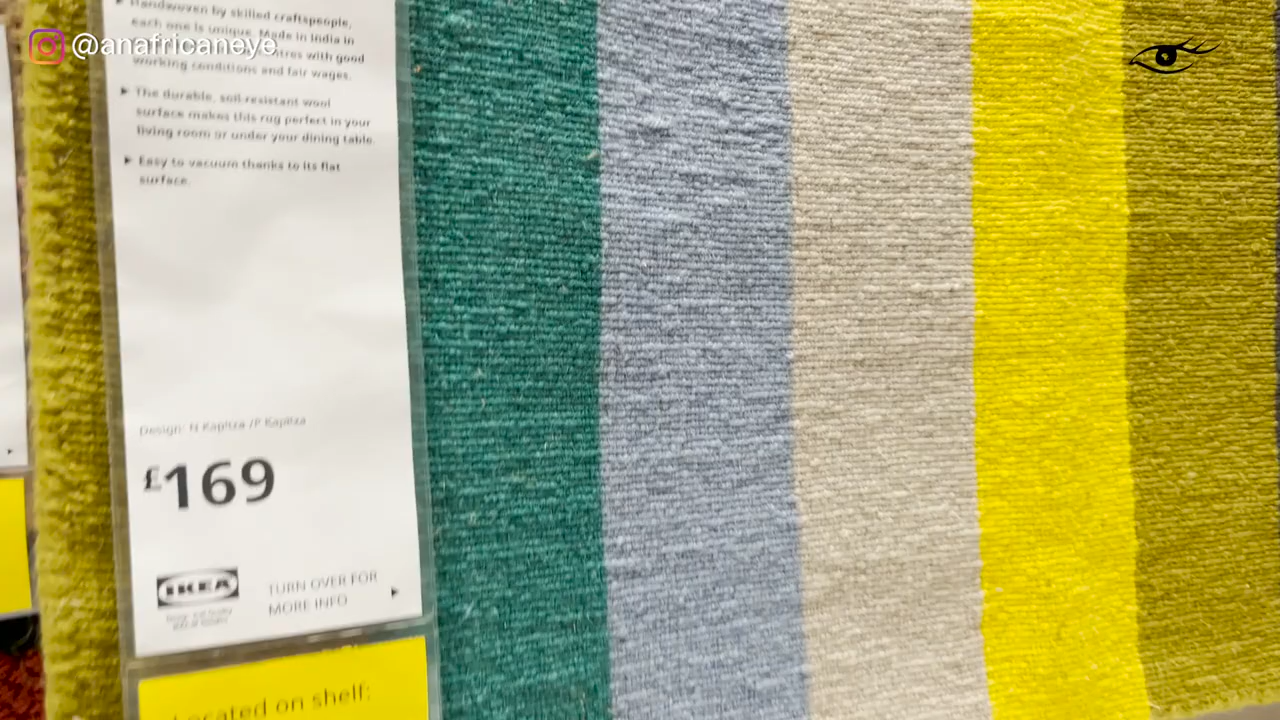 Handwoven by skilled craftspeople,
each one is unique. Made in India in
@anafricaneye
centres with good
working conditions and fair wages.
▸ The durable, soil-resistant wool
surface makes this rug perfect in your
living room or under your dining table.
▸ Easy to vacuum thanks to its flat
surface.
Design: N Kapitza /P Kapitza
£169
IKEA
TURN OVER FOR
MORE INFO
Located on shelf: